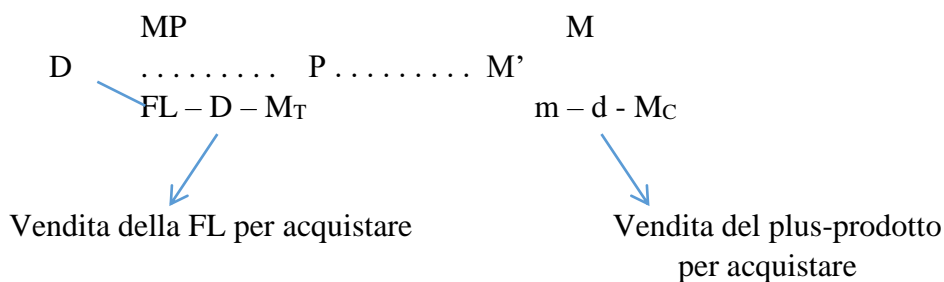 MP M
D . . . . . . . . . P . . . . . . . . . M’
FL – D – MT m – d - MC
Vendita della FL per acquistare Vendita del plus-prodotto
per acquistare